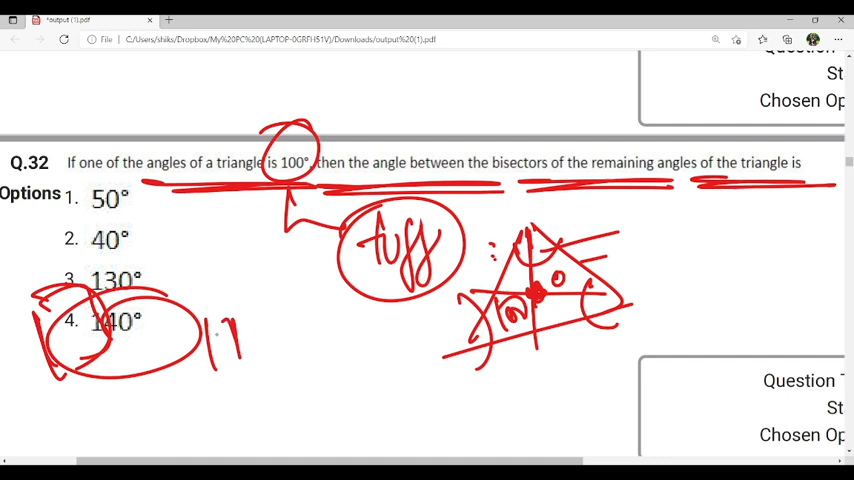 *output (1).pdf
File | C:/Users/shiks/Dropbox/My%20PC%20(LAPTOP-0GRFH51V)/Downloads/output%20(1).pdf
St
Chosen Op
Q.32 If one of the angles of a triangle is 100°, then the angle between the bisectors of the remaining angles of the triangle is
Options 1. 50°
2. 40°
3. 130°
4. 140°
tuff
Question T
St
Chosen Op